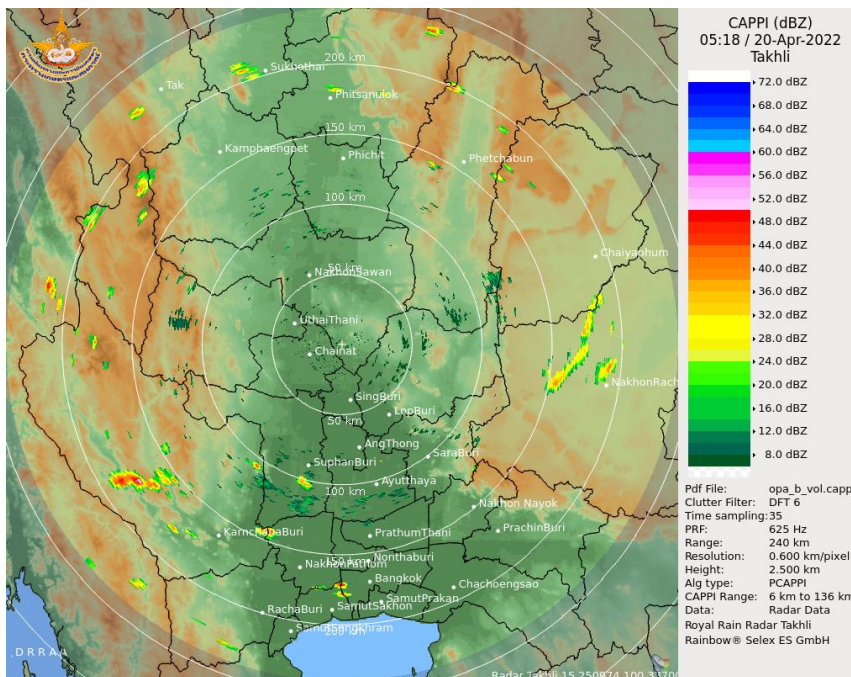 CAPPI (dBZ)
05:18 / 20-Apr-2022
Takhli
72.0 dBZ
68.0 dBZ
64.0 dBZ
60.0 dBZ
56.0 dBZ
52.0 dBZ
48.0 dBZ
44.0 dBZ
40.0 dBZ
36.0 dBZ
32.0 dBZ
28.0 dBZ
24.0 dBZ
20.0 dBZ
16.0 dBZ
12.0 dBZ
8.0 dBZ
Pdf File: opa_b_vol.capp
Clutter Filter: DFT 6
Time sampling:35
PRF: 625 Hz
Range: 240 km
Resolution: 0.600 km/pixel
Height: 2.500 km
Alg type: PCAPPI
CAPPI Range: 6 km to 136 km
Data: Radar Data
Royal Rain Radar Takhli
Rainbow® Selex ES GmbH
200 km
Sukhothai
Tak
Phitsanulok
150 km
Kamphaengpet
Phichit
Phetchabun
100 km
Chaiyaphum
50 km
NakhonSawan
UthaiThani
Chainat
NakhonRach
SingBuri
50 km
LopBuri
AngThong
SaraBuri
SuphanBuri
Ayutthaya
100 km
Nakhon Nayok
KarnchanaBuri
PrathumThani
PrachinBuri
150 km
Nonthaburi
NakhonPathom
Bangkok
Chachoengsao
SamutPrakan
RachaBuri
SamutSakhon
SamutSongkhram
200 km
D R R A A